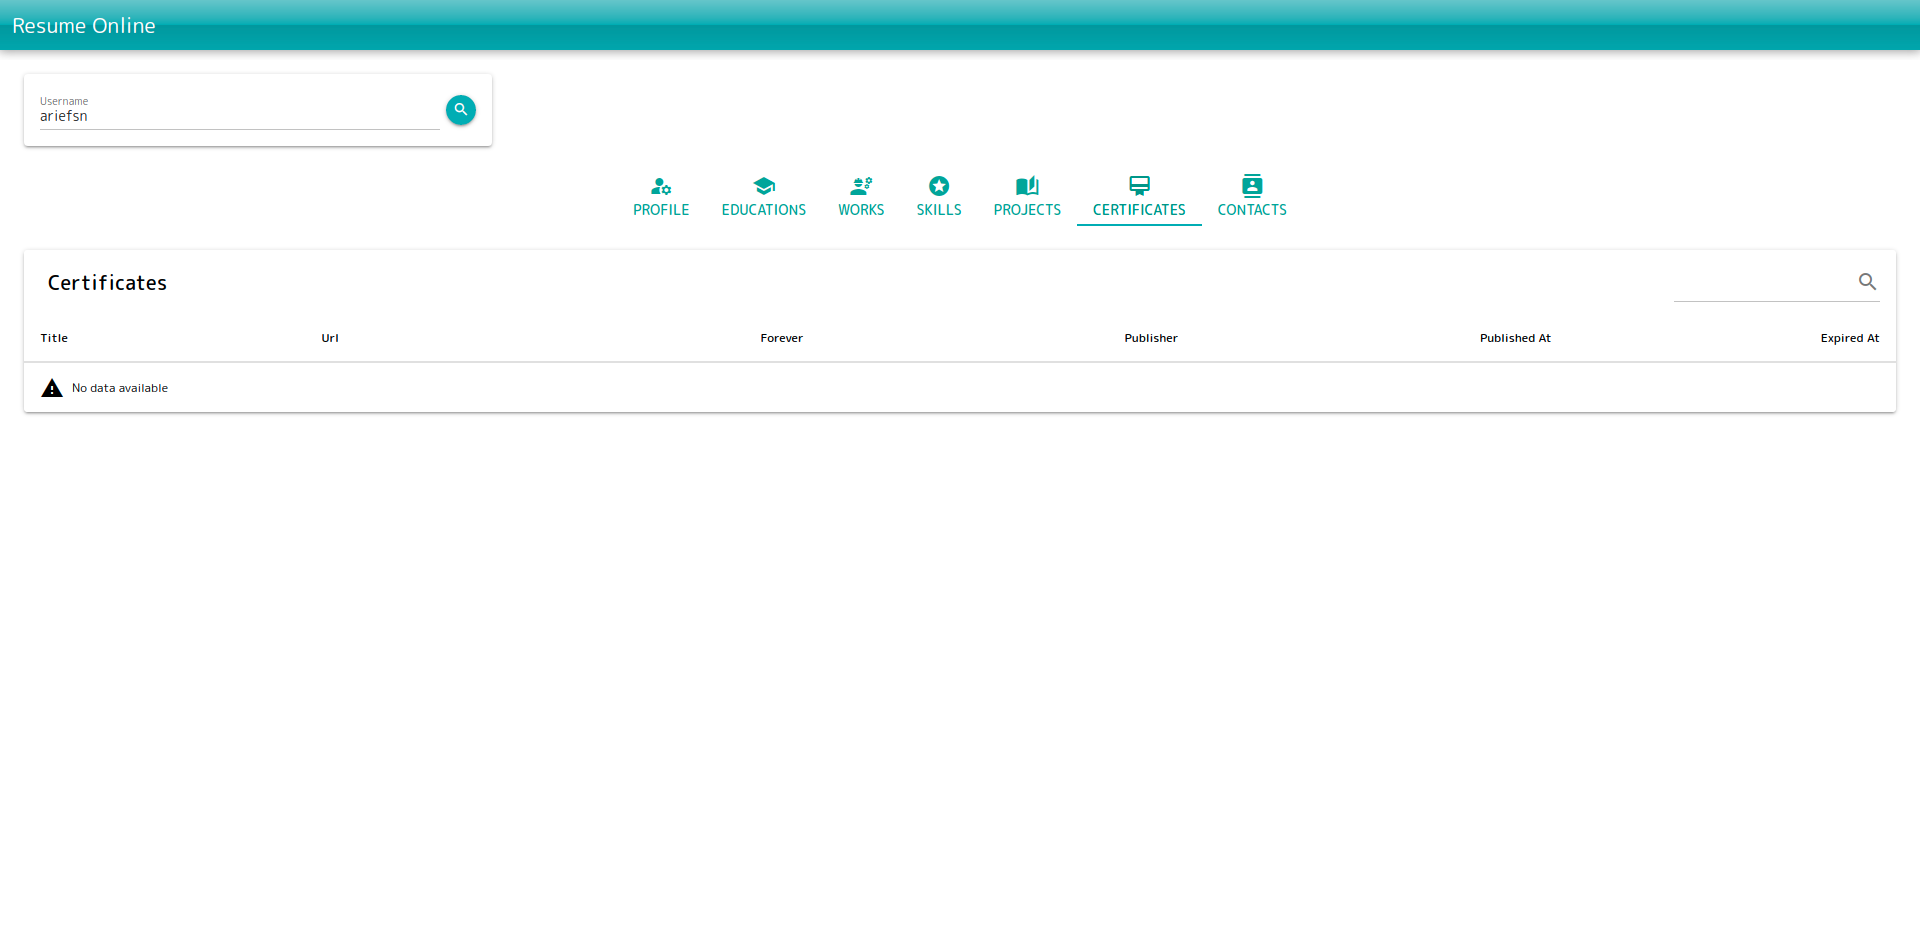 Resume Online
Username
ariefsn
PROFILE EDUCATIONS WORKS SKILLS PROJECTS CERTIFICATES CONTACTS
Certificates
Title Url Forever Publisher Published At Expired At
No data available